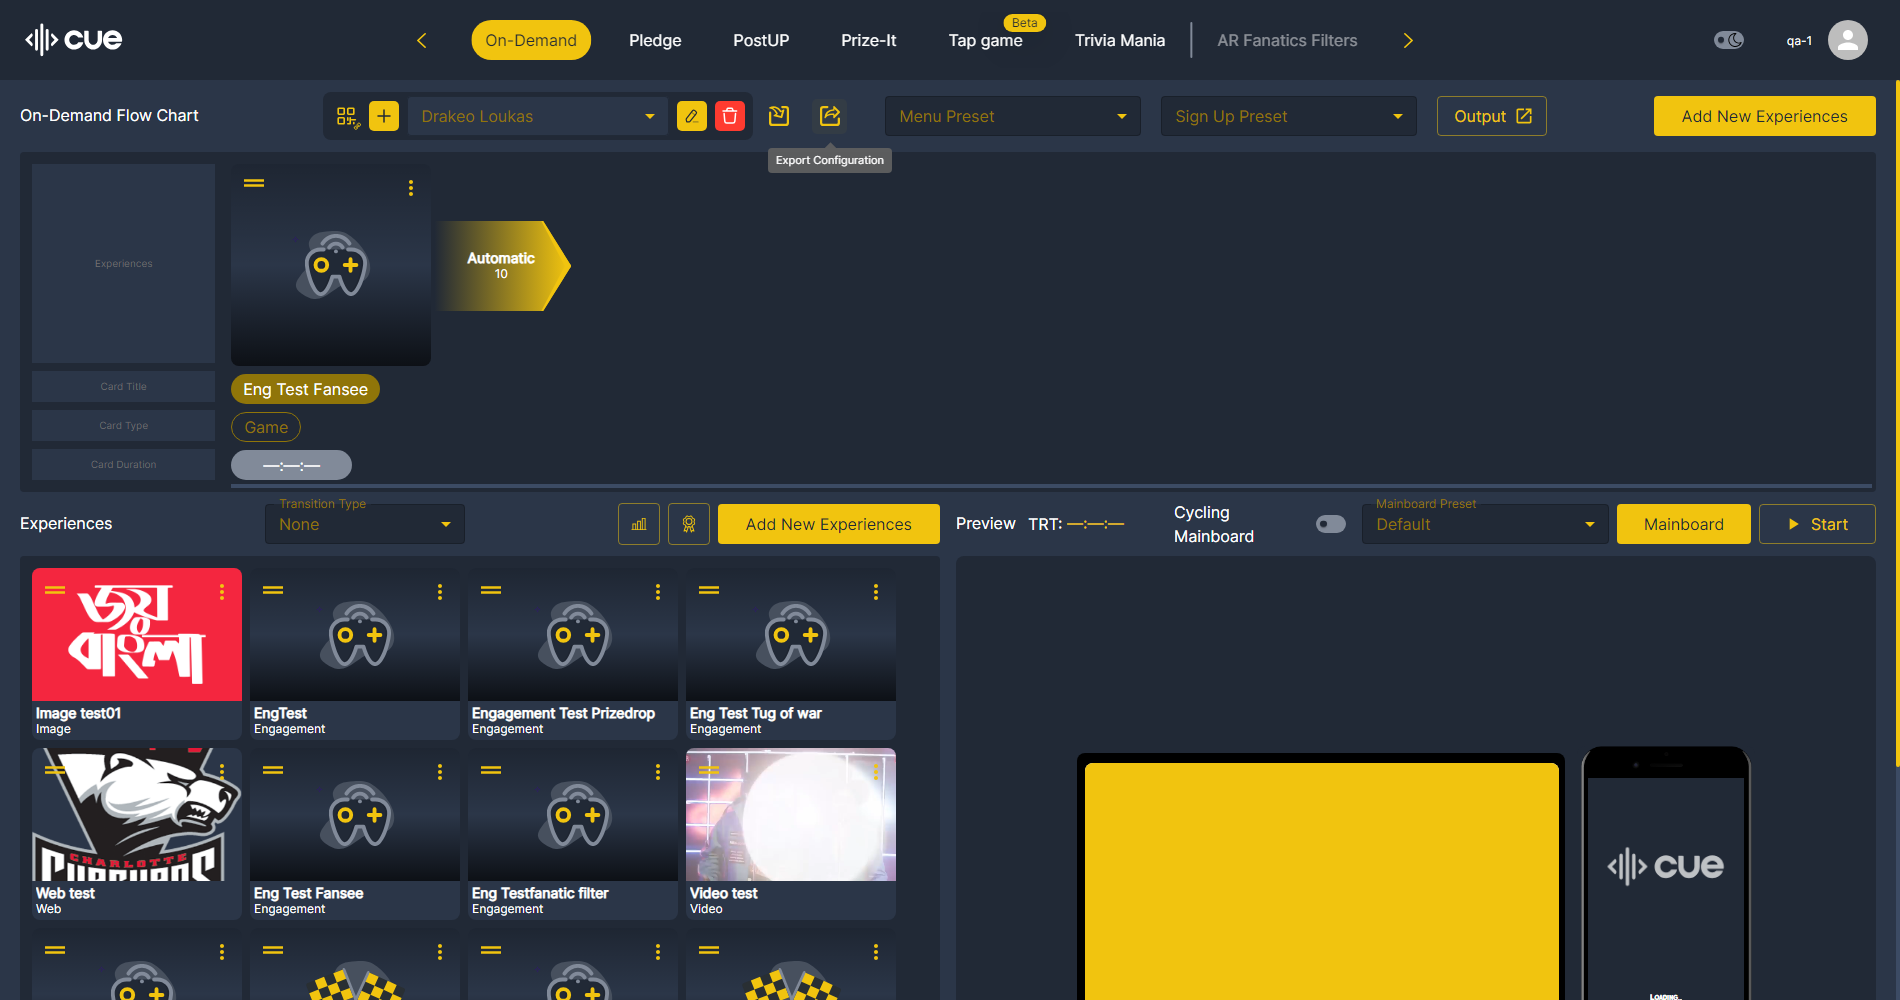 cue
On-Demand
Pledge
PostUP
Prize-It
Tap game
Beta
Trivia Mania
AR Fanatics Filters
qa-1
On-Demand Flow Chart
Drakeo Loukas
Menu Preset
Sign Up Preset
Output
Add New Experiences
Export Configuration
Experiences
Automatic
10
Card Title
Eng Test Fansee
Card Type
Game
Card Duration
—:—:—
Experiences
Transition Type
None
Add New Experiences
Preview
TRT: —:—:—
Cycling
Mainboard
Mainboard Preset
Default
Mainboard
Start
জয়
বাংলা
Image test01
Image
EngTest
Engagement
Engagement Test Prizedrop
Engagement
Eng Test Tug of war
Engagement
CHARLOTTE
Web test
Web
Eng Test Fansee
Engagement
Eng Testfanatic filter
Engagement
Video test
Video
cue
LOADING...